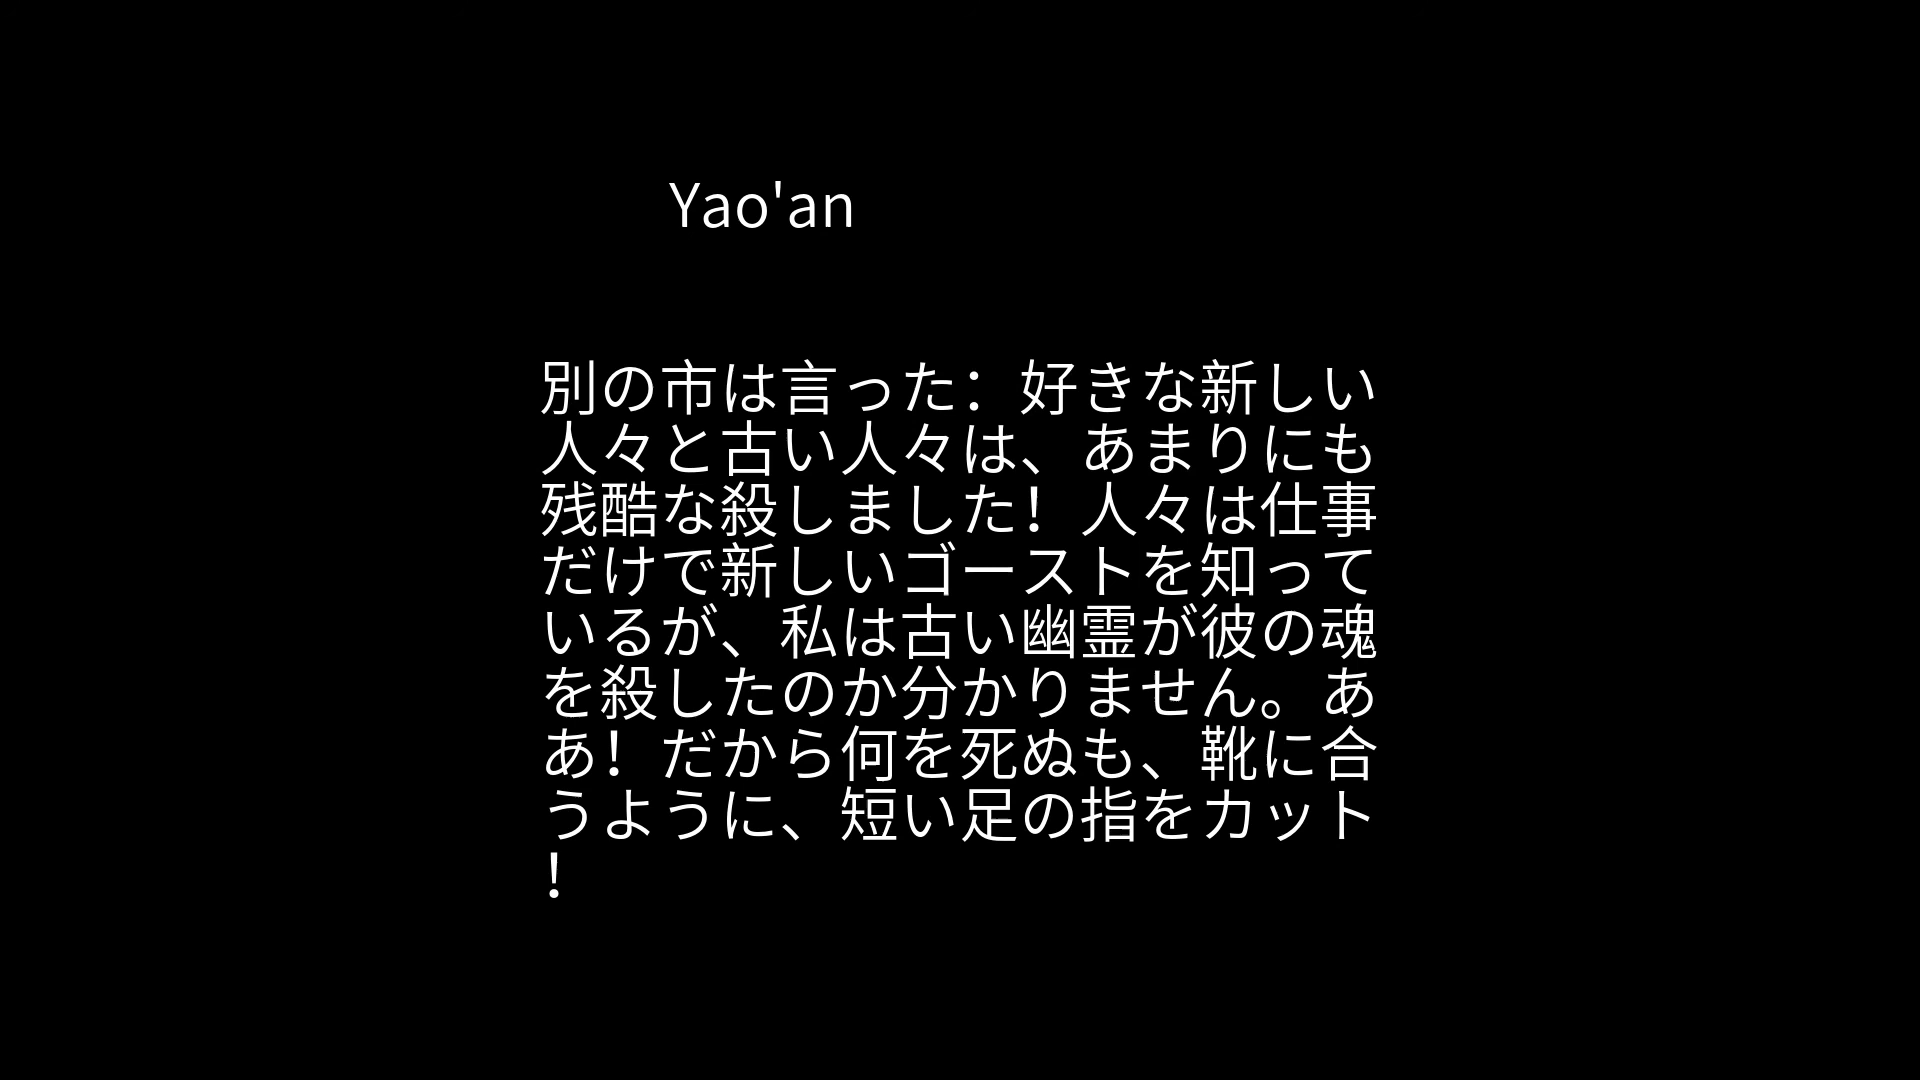 Yao'an
別の市は言った：好きな新しい
人々と古い人々は、あまりにも
残酷な殺しました！人々は仕事
だけで新しいゴーストを知って
いるが、私は古い幽霊が彼の魂
を殺したのか分かりません。あ
あ！だから何を死ぬも、靴に合
うように、短い足の指をカット
！